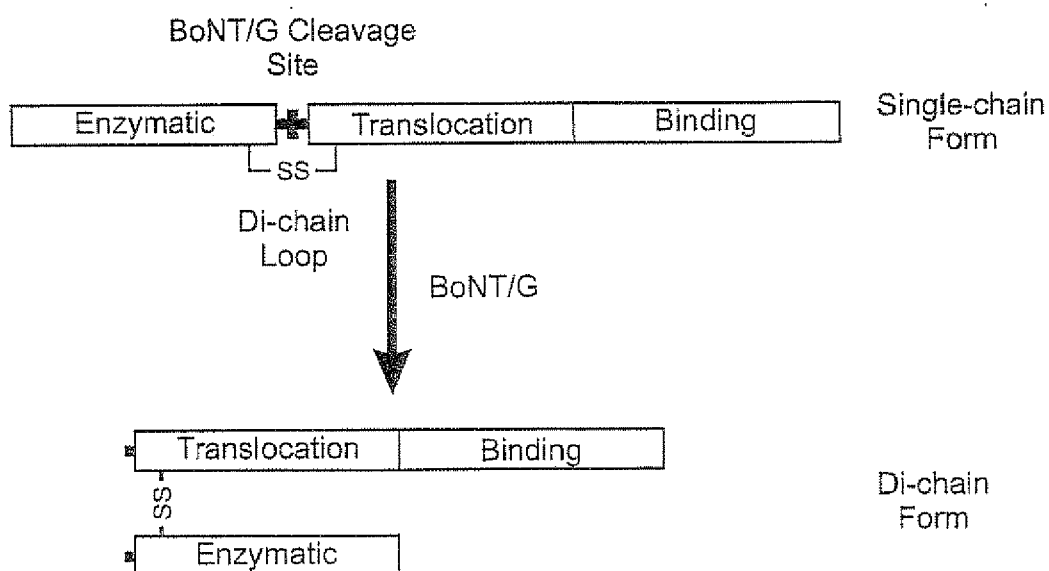 BoNT/G Cleavage
Site
Enzymatic
Translocation
Binding
Single-chain
Form
SS
Di-chain
Loop
BoNT/G
Translocation
Binding
SS
Di-chain
Form
Enzymatic